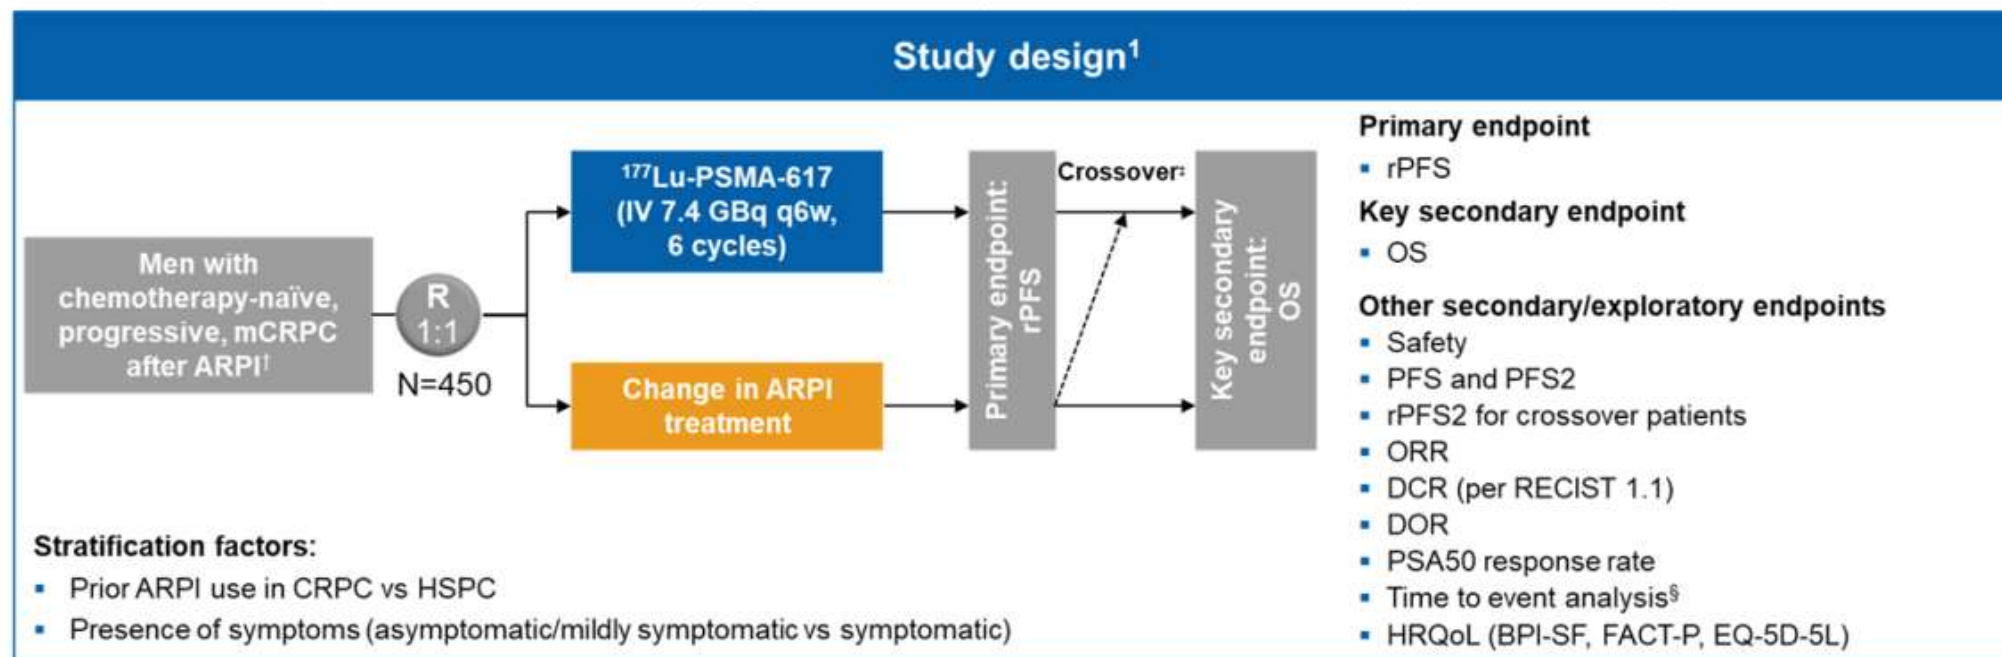 Study design¹
Men with
chemotherapy-naïve,
progressive, mCRPC
after ARPI†
R
1:1
N=450
¹⁷⁷Lu-PSMA-617
(IV 7.4 GBq q6w,
6 cycles)
Change in ARPI
treatment
Primary endpoint:
rPFS
Crossover‡
Key secondary
endpoint:
OS
Stratification factors:
▪ Prior ARPI use in CRPC vs HSPC
▪ Presence of symptoms (asymptomatic/mildly symptomatic vs symptomatic)
Primary endpoint
▪ rPFS
Key secondary endpoint
▪ OS
Other secondary/exploratory endpoints
▪ Safety
▪ PFS and PFS2
▪ rPFS2 for crossover patients
▪ ORR
▪ DCR (per RECIST 1.1)
▪ DOR
▪ PSA50 response rate
▪ Time to event analysis§
▪ HRQoL (BPI-SF, FACT-P, EQ-5D-5L)